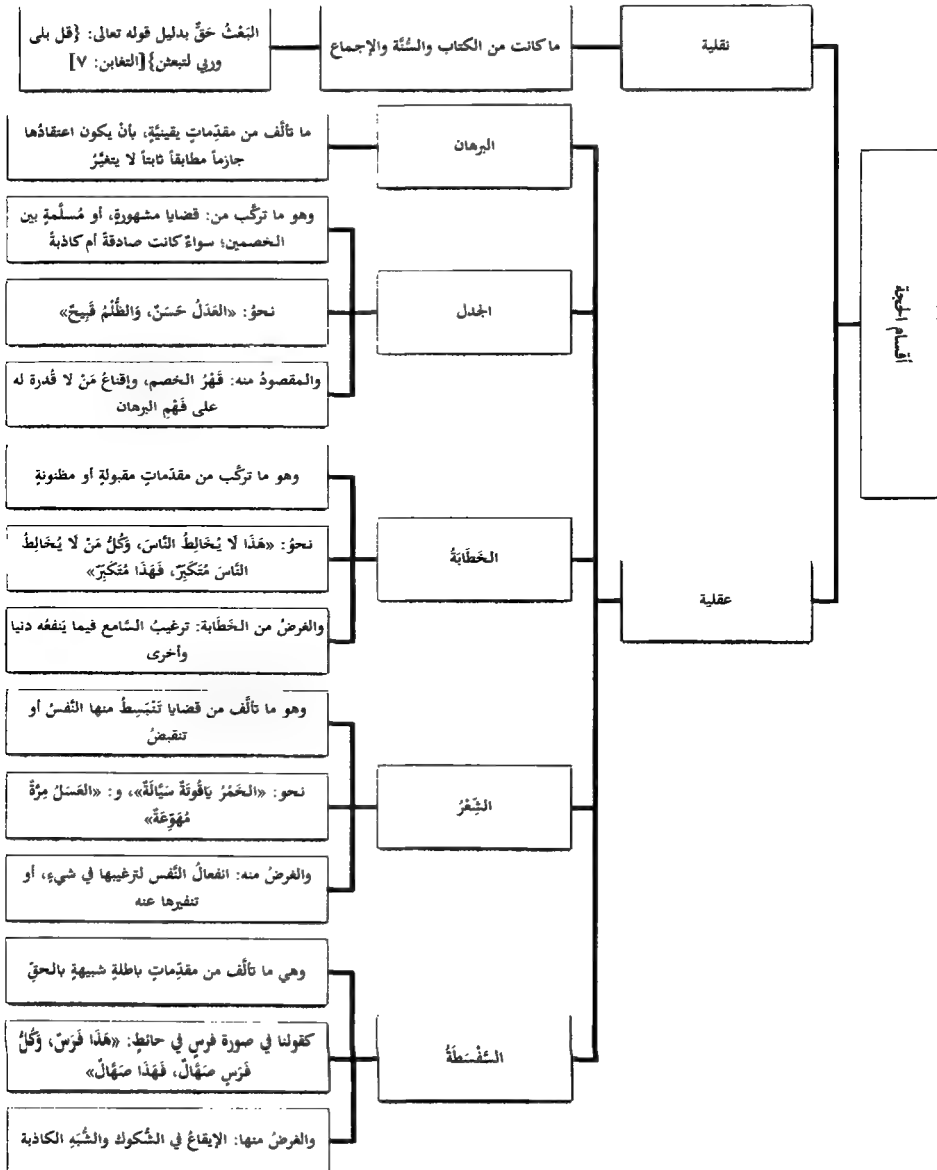 أقسام الحجة
نقلية
ما كانت من الكتاب والسُّنَّة والإجماع
البَعْثُ حَقٌّ بدليل قوله تعالى: {قل بلى
وربي لتبعثن} [التغابن: ٧]
عقلية
البرهان
ما تألَّف من مقدِّماتٍ يقينيَّةٍ، بأنْ يكون اعتقادُها
جازماً مطابقاً ثابتاً لا يتغيَّرُ
الجدل
وهو ما تركَّب من: قضايا مشهورةٍ، أو مُسلَّمةٍ بين
الخصمين؛ سواءٌ كانت صادقةً أم كاذبةً
نحوُ: «العَدْلُ حَسَنٌ، وَالظُّلْمُ قَبِيحٌ»
والمقصودُ منه: قَهْرُ الخصم، وإقناعُ مَنْ لا قُدرة له
على فَهْمِ البرهان
الخَطَابَةُ
وهو ما تركَّب من مقدّماتٍ مقبولةٍ أو مظنونةٍ
نحوُ: «هَذَا لَا يُخَالِطُ النَّاسَ، وَكُلُّ مَنْ لَا يُخَالِطُ
النَّاسَ مُتَكَبِّرٌ، فَهَذَا مُتَكَبِّرٌ»
والغرضُ من الخَطابة: ترغيبُ السَّامع فيما يَنفعُه دنيا
وأخرى
الشِّعْرُ
وهو ما تألَّف من قضايا تَنْبَسِطُ منها النَّفسُ أو
تنقبضُ
نحو: «الخَمْرُ يَاقُوتَةٌ سَيَّالَةٌ»، و: «العَسَلُ مِرَّةٌ
مُهَوِّعَةٌ»
والغرضُ منه: انفعالُ النَّفس لترغيبها في شيءٍ، أو
تنفيرها عنه
السَّفْسَطَةُ
وهي ما تألَّف من مقدِّماتٍ باطلةٍ شبيهةٍ بالحقِّ
كقولنا في صورة فرسٍ في حائطٍ: «هَذَا فَرَسٌ، وَكُلُّ
فَرَسٍ صَهَّالٌ، فَهَذَا صَهَّالٌ»
والغرضُ منها: الإيقاعُ في الشُّكوك والشُّبَهِ الكاذبة